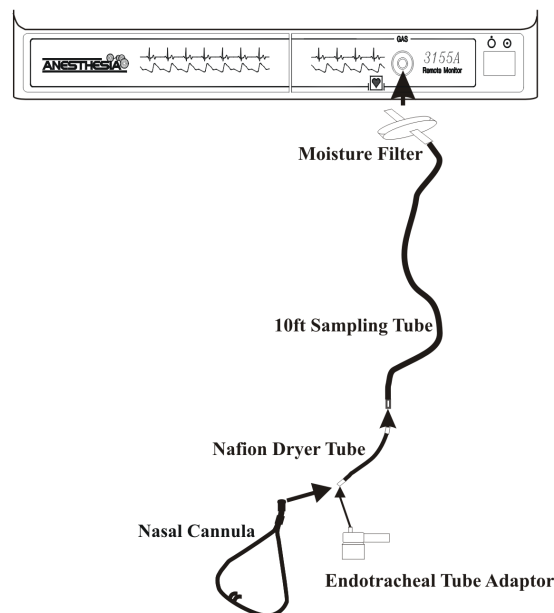 GAS
ANESTHESIA
3155A
Remote Monitor
Moisture Filter
10ft Sampling Tube
Nafion Dryer Tube
Nasal Cannula
Endotracheal Tube Adaptor